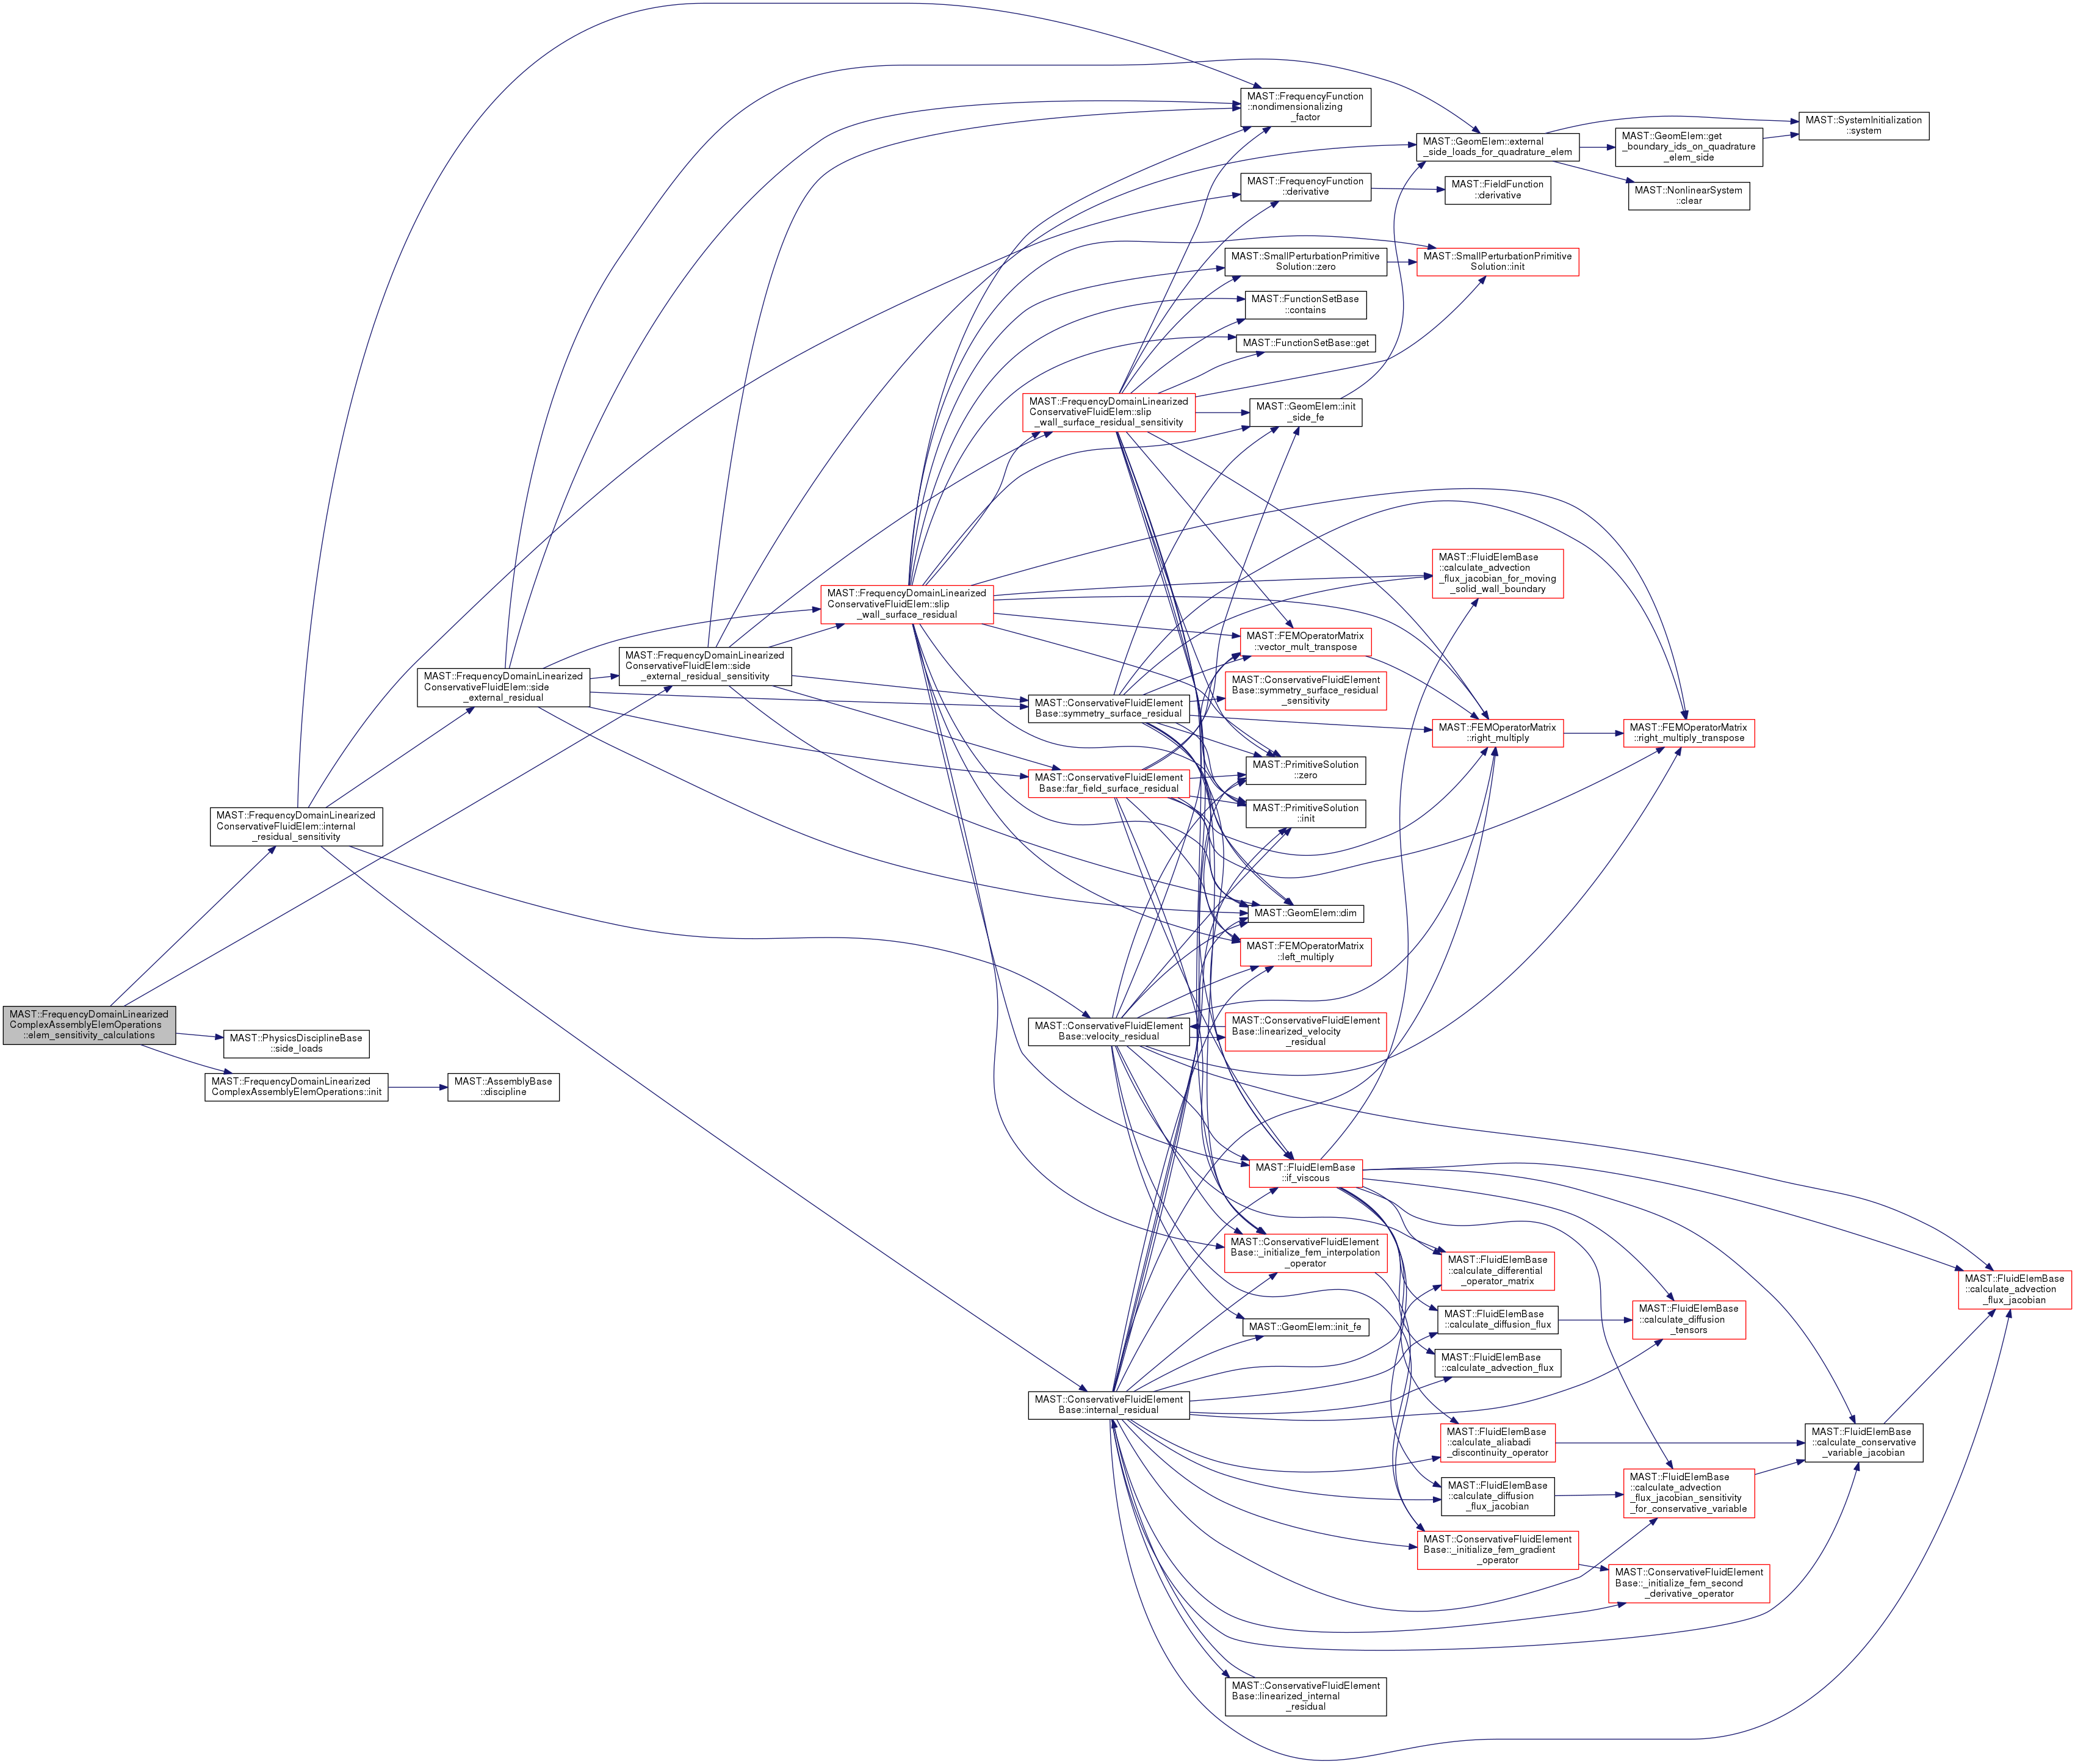 MAST::FrequencyDomainLinearized
ComplexAssemblyElemOperations
::elem_sensitivity_calculations
MAST::FrequencyDomainLinearized
ConservativeFluidElem::internal
_residual_sensitivity
MAST::PhysicsDisciplineBase
::side_loads
MAST::FrequencyDomainLinearized
ComplexAssemblyElemOperations::init
MAST::AssemblyBase
::discipline
MAST::FrequencyDomainLinearized
ConservativeFluidElem::side
_external_residual
MAST::FrequencyDomainLinearized
ConservativeFluidElem::side
_external_residual_sensitivity
MAST::FrequencyDomainLinearized
ConservativeFluidElem::slip
_wall_surface_residual
MAST::FrequencyDomainLinearized
ConservativeFluidElem::slip
_wall_surface_residual_sensitivity
MAST::ConservativeFluidElement
Base::symmetry_surface_residual
MAST::ConservativeFluidElement
Base::far_field_surface_residual
MAST::ConservativeFluidElement
Base::velocity_residual
MAST::ConservativeFluidElement
Base::internal_residual
MAST::FrequencyFunction
::nondimensionalizing
_factor
MAST::FrequencyFunction
::derivative
MAST::SmallPerturbationPrimitive
Solution::zero
MAST::FunctionSetBase
::contains
MAST::FunctionSetBase::get
MAST::GeomElem::init
_side_fe
MAST::FEMOperatorMatrix
::vector_mult_transpose
MAST::ConservativeFluidElement
Base::symmetry_surface_residual
_sensitivity
MAST::PrimitiveSolution
::zero
MAST::PrimitiveSolution
::init
MAST::GeomElem::dim
MAST::FEMOperatorMatrix
::left_multiply
MAST::ConservativeFluidElement
Base::linearized_velocity
_residual
MAST::FluidElemBase
::if_viscous
MAST::ConservativeFluidElement
Base::_initialize_fem_interpolation
_operator
MAST::GeomElem::init_fe
MAST::ConservativeFluidElement
Base::linearized_internal
_residual
MAST::GeomElem::external
_side_loads_for_quadrature_elem
MAST::FieldFunction
::derivative
MAST::SmallPerturbationPrimitive
Solution::init
MAST::FluidElemBase
::calculate_advection
_flux_jacobian_for_moving
_solid_wall_boundary
MAST::FEMOperatorMatrix
::right_multiply
MAST::FluidElemBase
::calculate_differential
_operator_matrix
MAST::FluidElemBase
::calculate_diffusion_flux
MAST::FluidElemBase
::calculate_advection_flux
MAST::FluidElemBase
::calculate_aliabadi
_discontinuity_operator
MAST::FluidElemBase
::calculate_diffusion
_flux_jacobian
MAST::ConservativeFluidElement
Base::_initialize_fem_gradient
_operator
MAST::GeomElem::get
_boundary_ids_on_quadrature
_elem_side
MAST::NonlinearSystem
::clear
MAST::FEMOperatorMatrix
::right_multiply_transpose
MAST::FluidElemBase
::calculate_diffusion
_tensors
MAST::FluidElemBase
::calculate_advection
_flux_jacobian_sensitivity
_for_conservative_variable
MAST::ConservativeFluidElement
Base::_initialize_fem_second
_derivative_operator
MAST::SystemInitialization
::system
MAST::FluidElemBase
::calculate_conservative
_variable_jacobian
MAST::FluidElemBase
::calculate_advection
_flux_jacobian